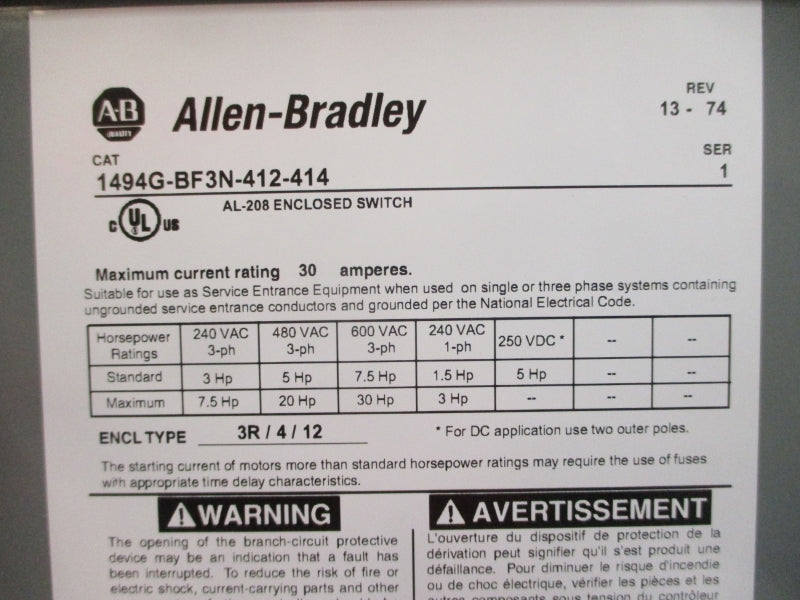 A-B
QUALITY
Allen-Bradley
REV
13 - 74
CAT
1494G-BF3N-412-414
SER
1
C UL US
AL-208 ENCLOSED SWITCH
Maximum current rating 30 amperes.
Suitable for use as Service Entrance Equipment when used on single or three phase systems containing
ungrounded service entrance conductors and grounded per the National Electrical Code.
Horsepower Ratings 240 VAC 3-ph 480 VAC 3-ph 600 VAC 3-ph 240 VAC 1-ph 250 VDC * -- --
Standard 3 Hp 5 Hp 7.5 Hp 1.5 Hp 5 Hp -- --
Maximum 7.5 Hp 20 Hp 30 Hp 3 Hp -- -- --
ENCL TYPE 3R / 4 / 12 * For DC application use two outer poles.
The starting current of motors more than standard horsepower ratings may require the use of fuses
with appropriate time delay characteristics.
WARNING
The opening of the branch-circuit protective
device may be an indication that a fault has
been interrupted. To reduce the risk of fire or
electric shock, current-carrying parts and other
AVERTISSEMENT
L'ouverture du dispositif de protection de la
dérivation peut signifier qu'il s'est produit une
défaillance. Pour diminuer le risque d'incendie
ou de choc électrique, vérifier les pièces et les
autres composants sous tension du contrôleur